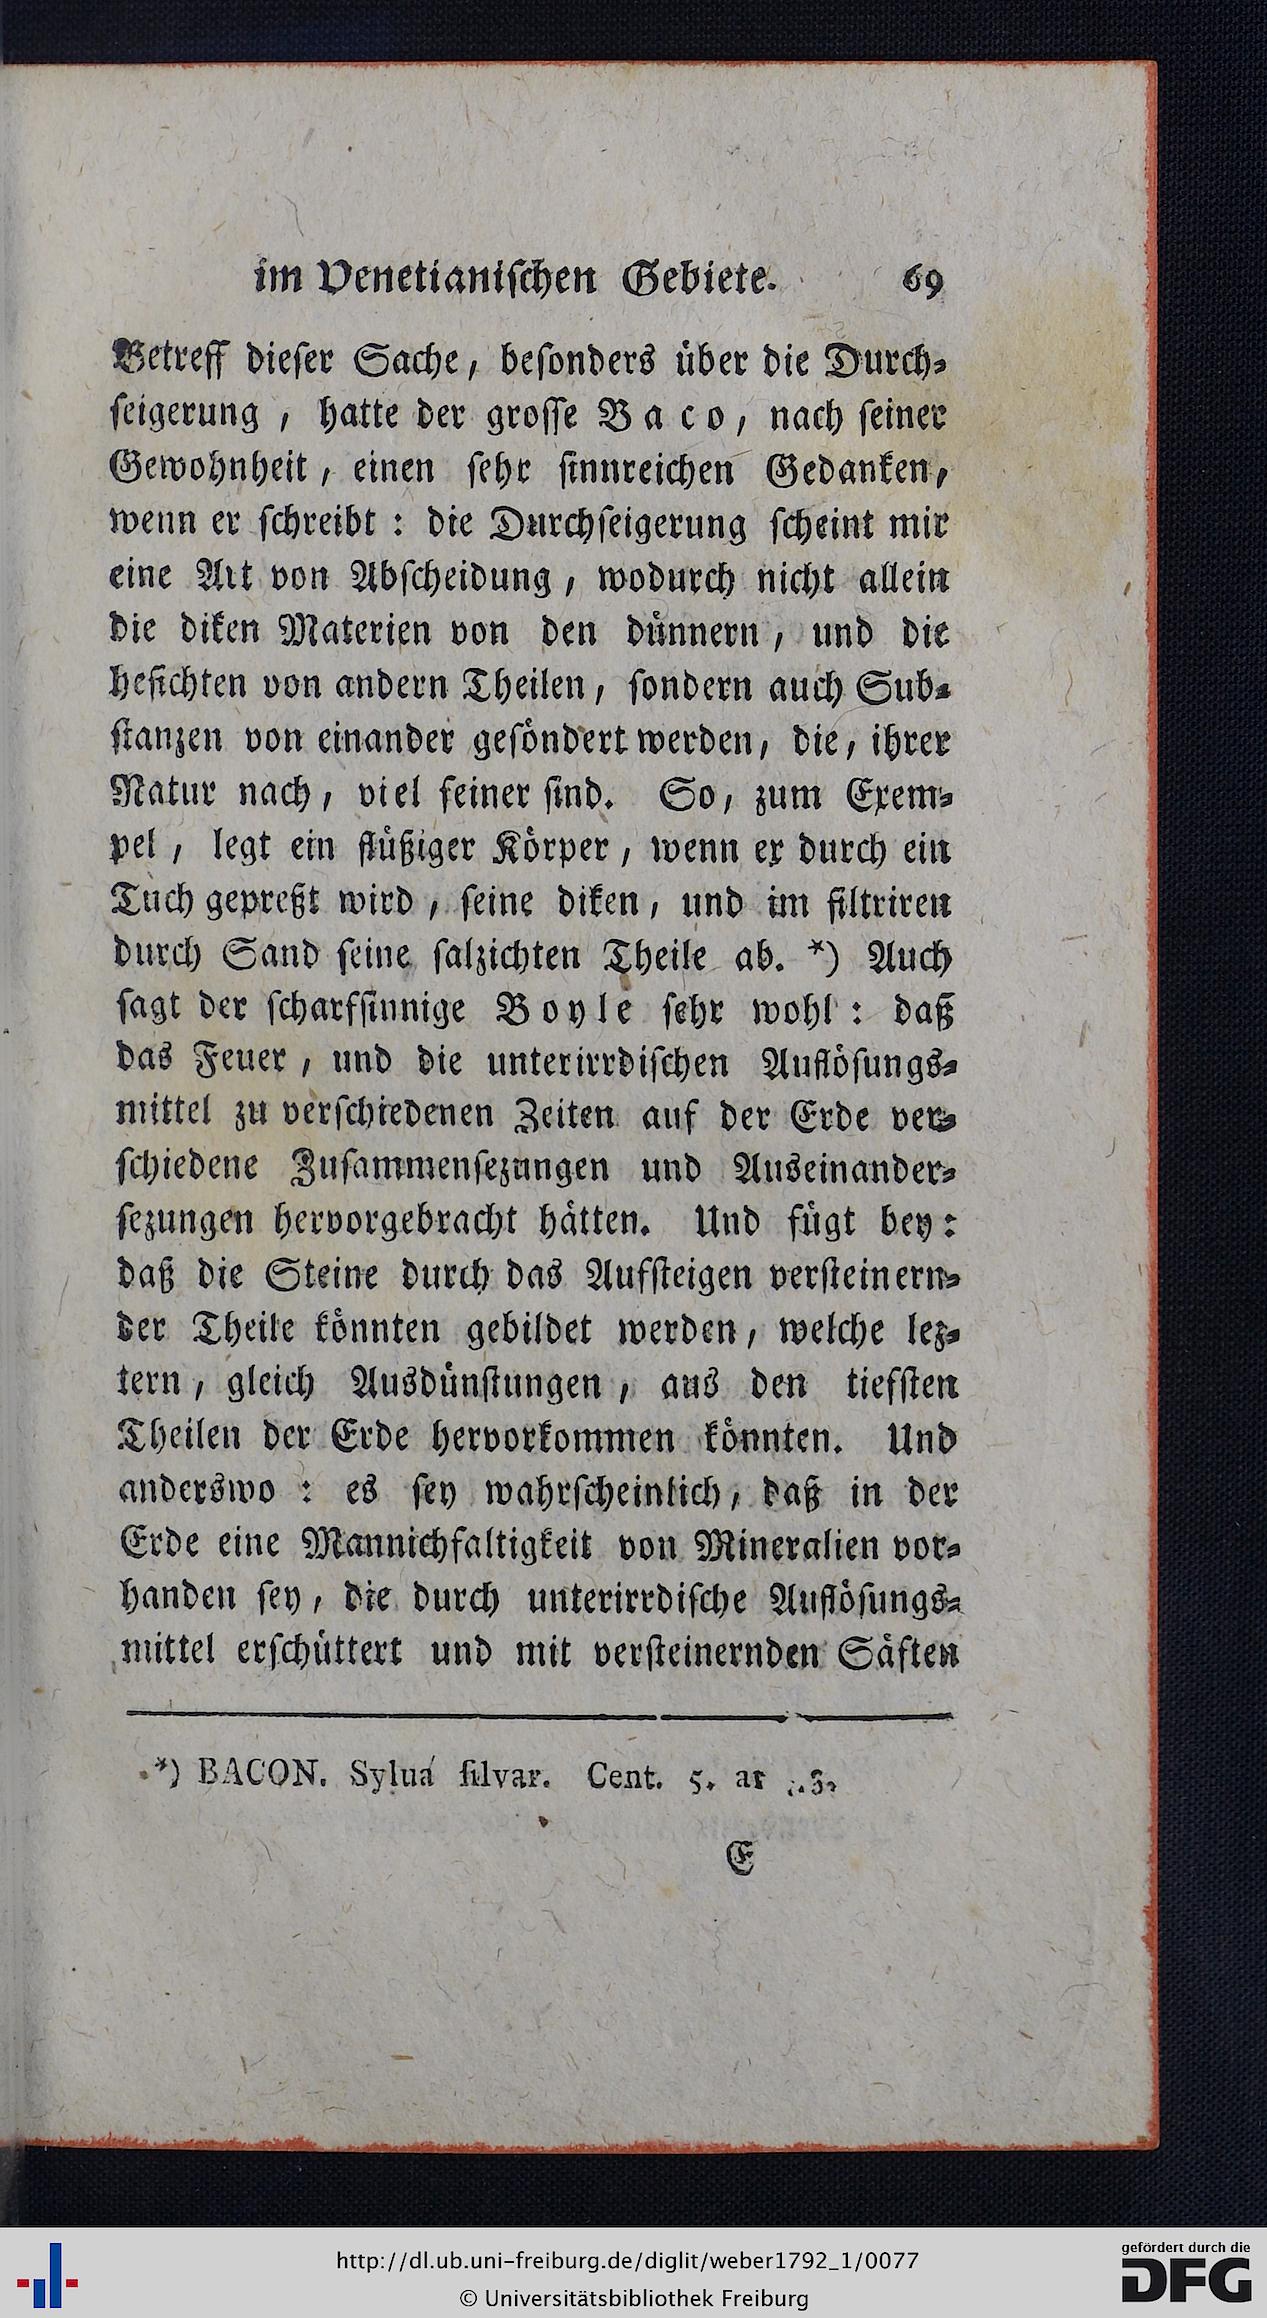 im Venetianischen Gebiete. 69
Betreff dieser Sache, besonders über die Durch-
seigerung, hatte der grosse Baco, nach seiner
Gewohnheit, einen sehr sinnreichen Gedanken,
wenn er schreibt: die Durchseigerung scheint mir
eine Art von Abscheidung, wodurch nicht allein
die diken Materien von den dünnern, und die
hesichten von andern Theilen, sondern auch Sub-
stanzen von einander gesöndert werden, die, ihrer
Natur nach, viel feiner sind. So, zum Exem-
pel, legt ein flüßiger Körper, wenn er durch ein
Tuch gepreßt wird, seine diken, und im filtriren
durch Sand seine salzichten Theile ab. *) Auch
sagt der scharfsinnige Boyle sehr wohl: daß
das Feuer, und die unterirrdischen Auflösungs-
mittel zu verschiedenen Zeiten auf der Erde ver-
schiedene Zusammensezungen und Auseinander-
sezungen hervorgebracht hätten. Und fügt bey:
daß die Steine durch das Aufsteigen versteinern-
der Theile könnten gebildet werden, welche lez-
tern, gleich Ausdünstungen, aus den tiefsten
Theilen der Erde hervorkommen könnten. Und
anderswo: es sey wahrscheinlich, daß in der
Erde eine Mannichfaltigkeit von Mineralien vor-
handen sey, die durch unterirrdische Auflösungs-
mittel erschüttert und mit versteinernden Säften
*) BACON. Sylua silvar. Cent. 5. ar
E
http://dl.ub.uni-freiburg.de/diglit/weber1792_1/0077
© Universitätsbibliothek Freiburg
gefördert durch die
DFG